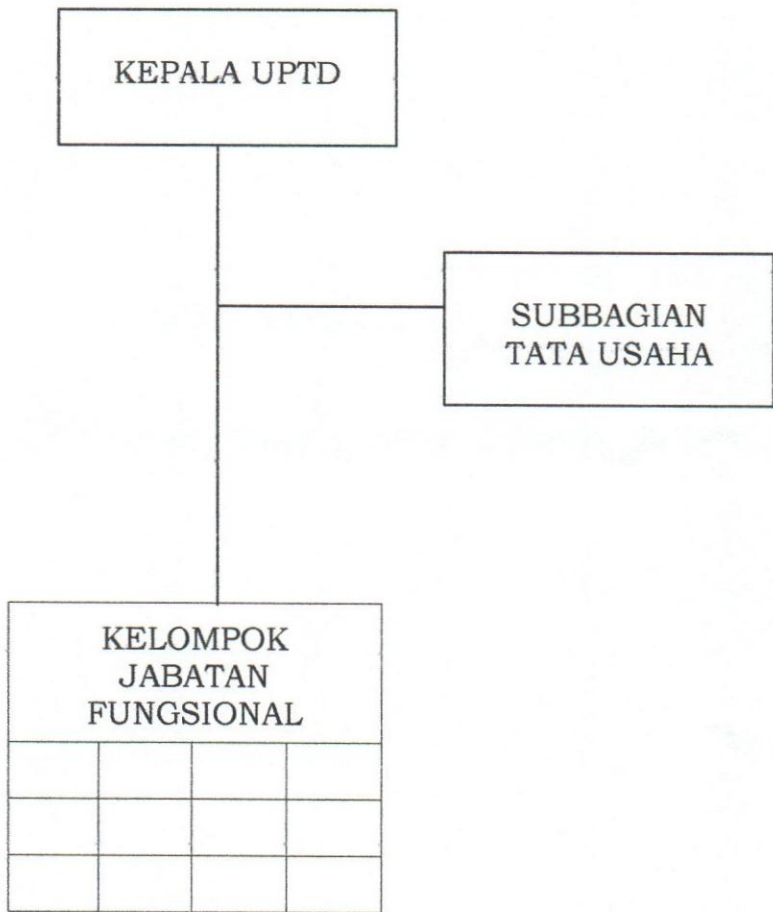 KEPALA UPTD
SUBBAGIAN
TATA USAHA
KELOMPOK
JABATAN
FUNGSIONAL